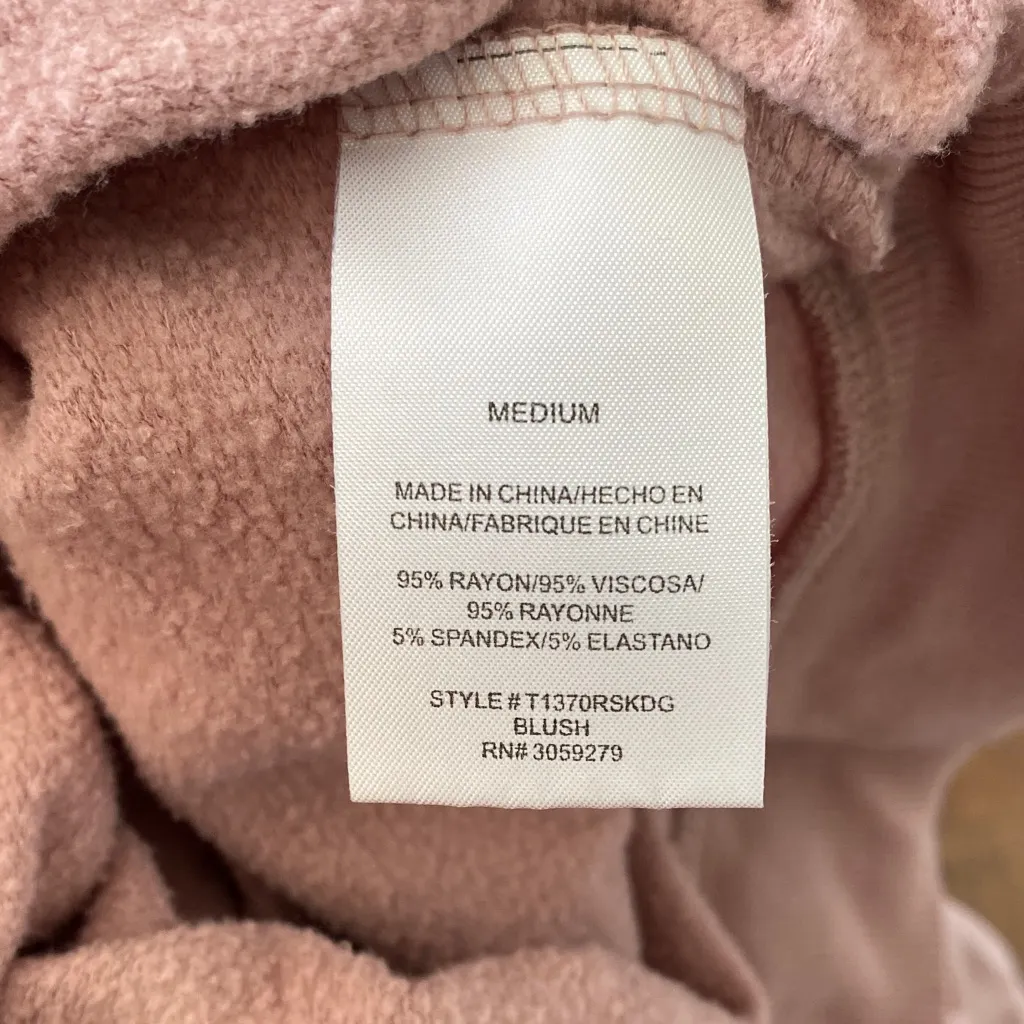 MEDIUM
MADE IN CHINA/HECHO EN
CHINA/FABRIQUE EN CHINE
95% RAYON/95% VISCOSA/
95% RAYONNE
5% SPANDEX/5% ELASTANO
STYLE # T1370RSKDG
BLUSH
RN# 3059279